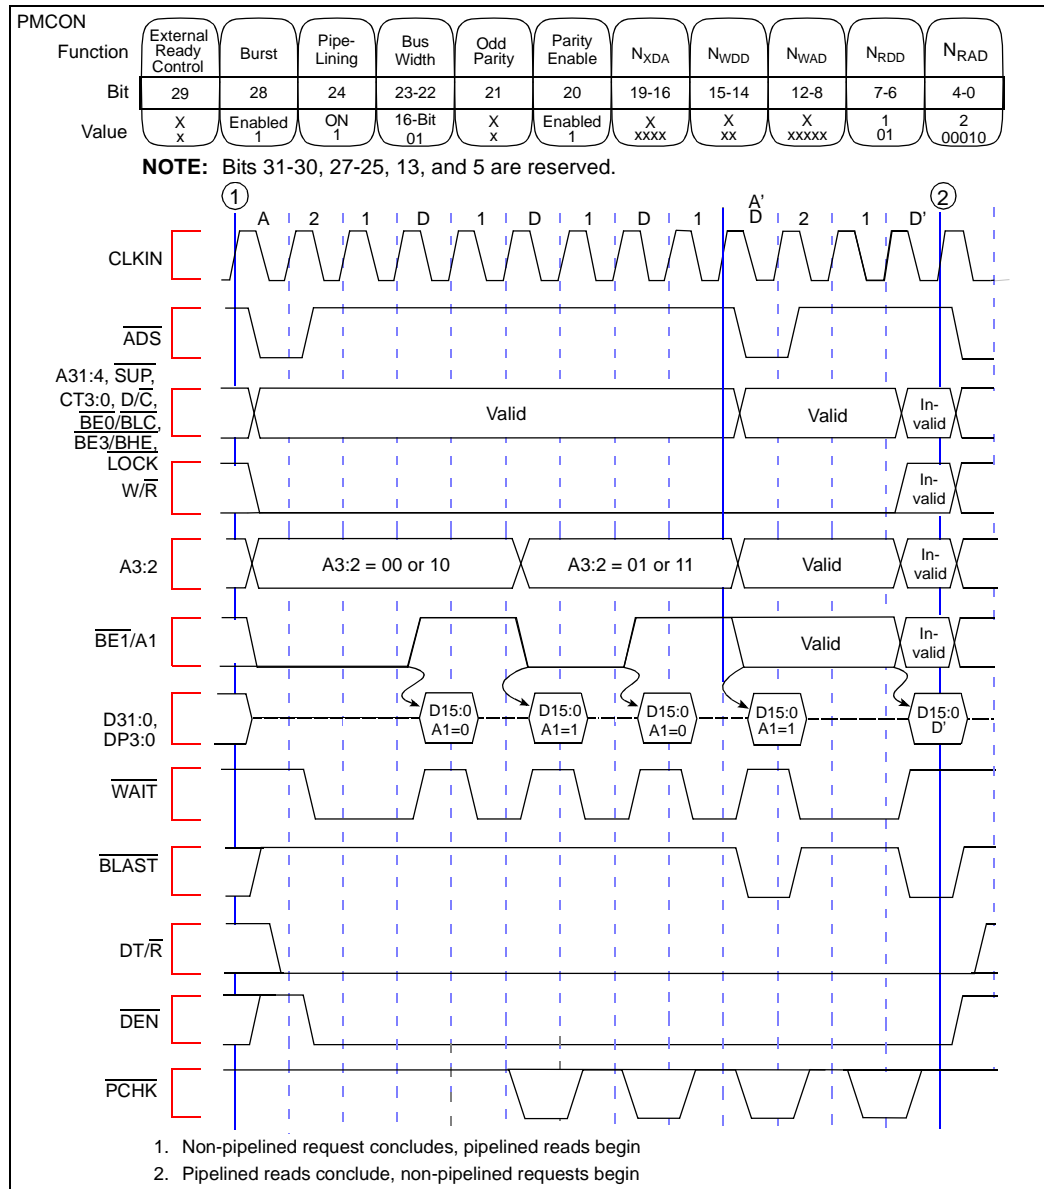 PMCON
Function External Ready Control Burst Pipe-Lining Bus Width Odd Parity Parity Enable NXDA NWDD NWAD NRDD NRAD
Bit 29 28 24 23-22 21 20 19-16 15-14 12-8 7-6 4-0
Value X x Enabled 1 ON 1 16-Bit 01 X x Enabled 1 X xxxx X xx X xxxxx 1 01 2 00010
NOTE: Bits 31-30, 27-25, 13, and 5 are reserved.
1 2
A 2 1 D 1 D 1 D 1 A' D 2 1 D'
CLKIN
ADS
A31:4, SUP,
CT3:0, D/C,
BE0/BLC,
BE3/BHE,
LOCK
Valid Valid In-valid
W/R In-valid
A3:2 A3:2 = 00 or 10 A3:2 = 01 or 11 Valid In-valid
BE1/A1 Valid In-valid
D31:0,
DP3:0
D15:0 D15:0 D15:0 D15:0 D15:0
A1=0 A1=1 A1=0 A1=1 D'
WAIT
BLAST
DT/R
DEN
PCHK
1. Non-pipelined request concludes, pipelined reads begin
2. Pipelined reads conclude, non-pipelined requests begin